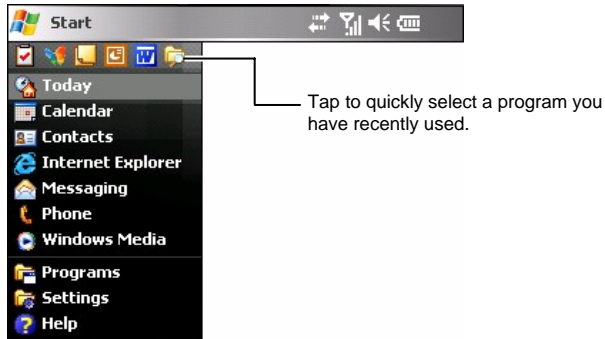 Start
Today
Calendar
Contacts
Internet Explorer
Messaging
Phone
Windows Media
Programs
Settings
Help
Tap to quickly select a program you
have recently used.